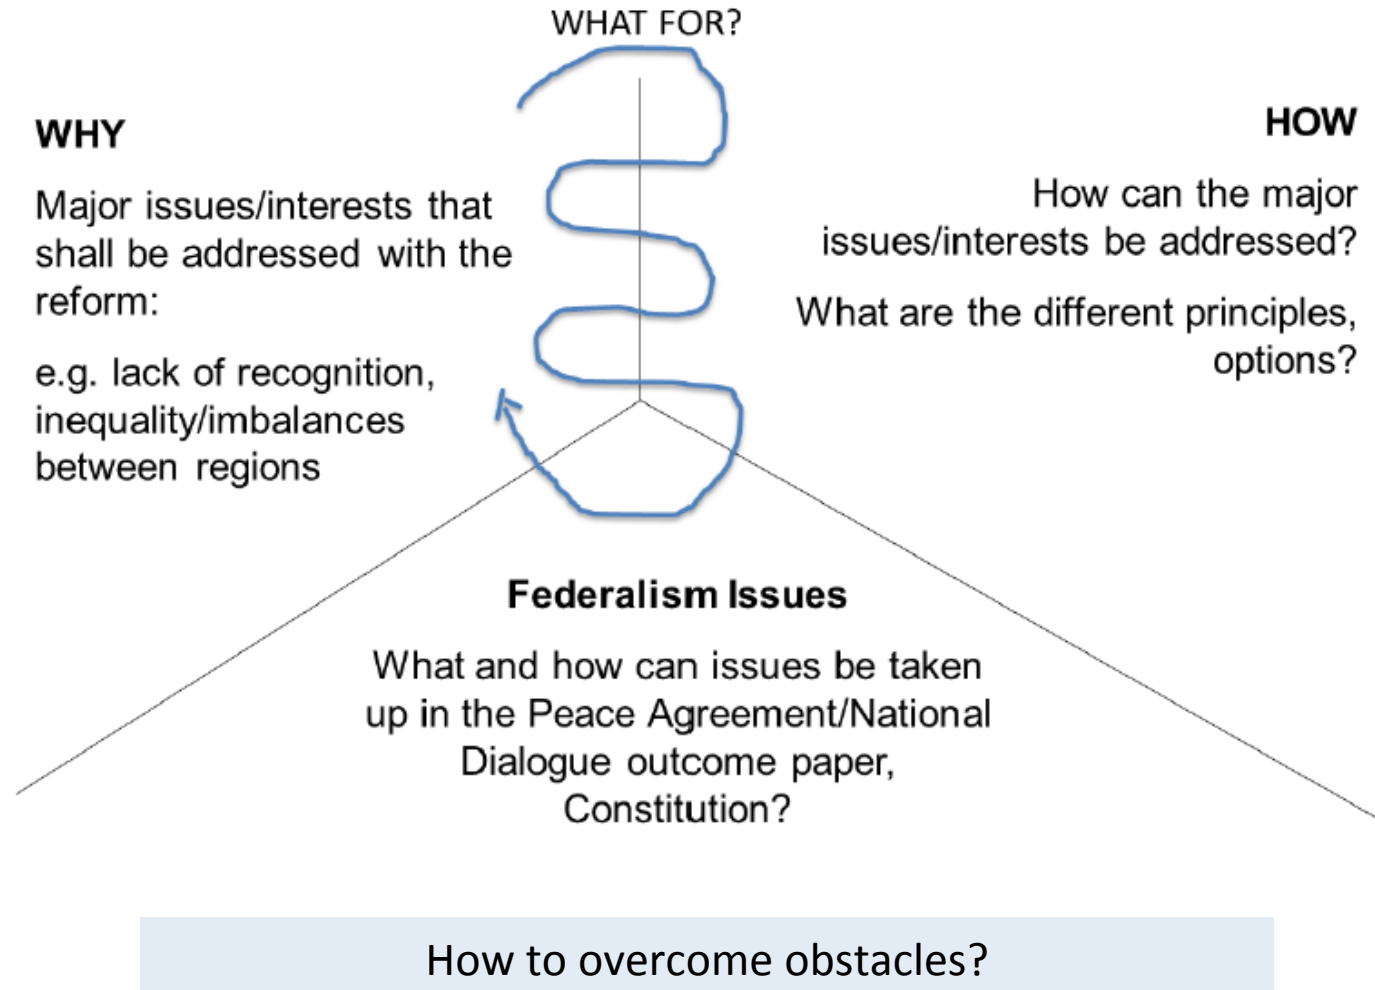 WHAT FOR?
WHY
Major issues/interests that
shall be addressed with the
reform:
e.g. lack of recognition,
inequality/imbalances
between regions
HOW
How can the major
issues/interests be addressed?
What are the different principles,
options?
Federalism Issues
What and how can issues be taken
up in the Peace Agreement/National
Dialogue outcome paper,
Constitution?
How to overcome obstacles?